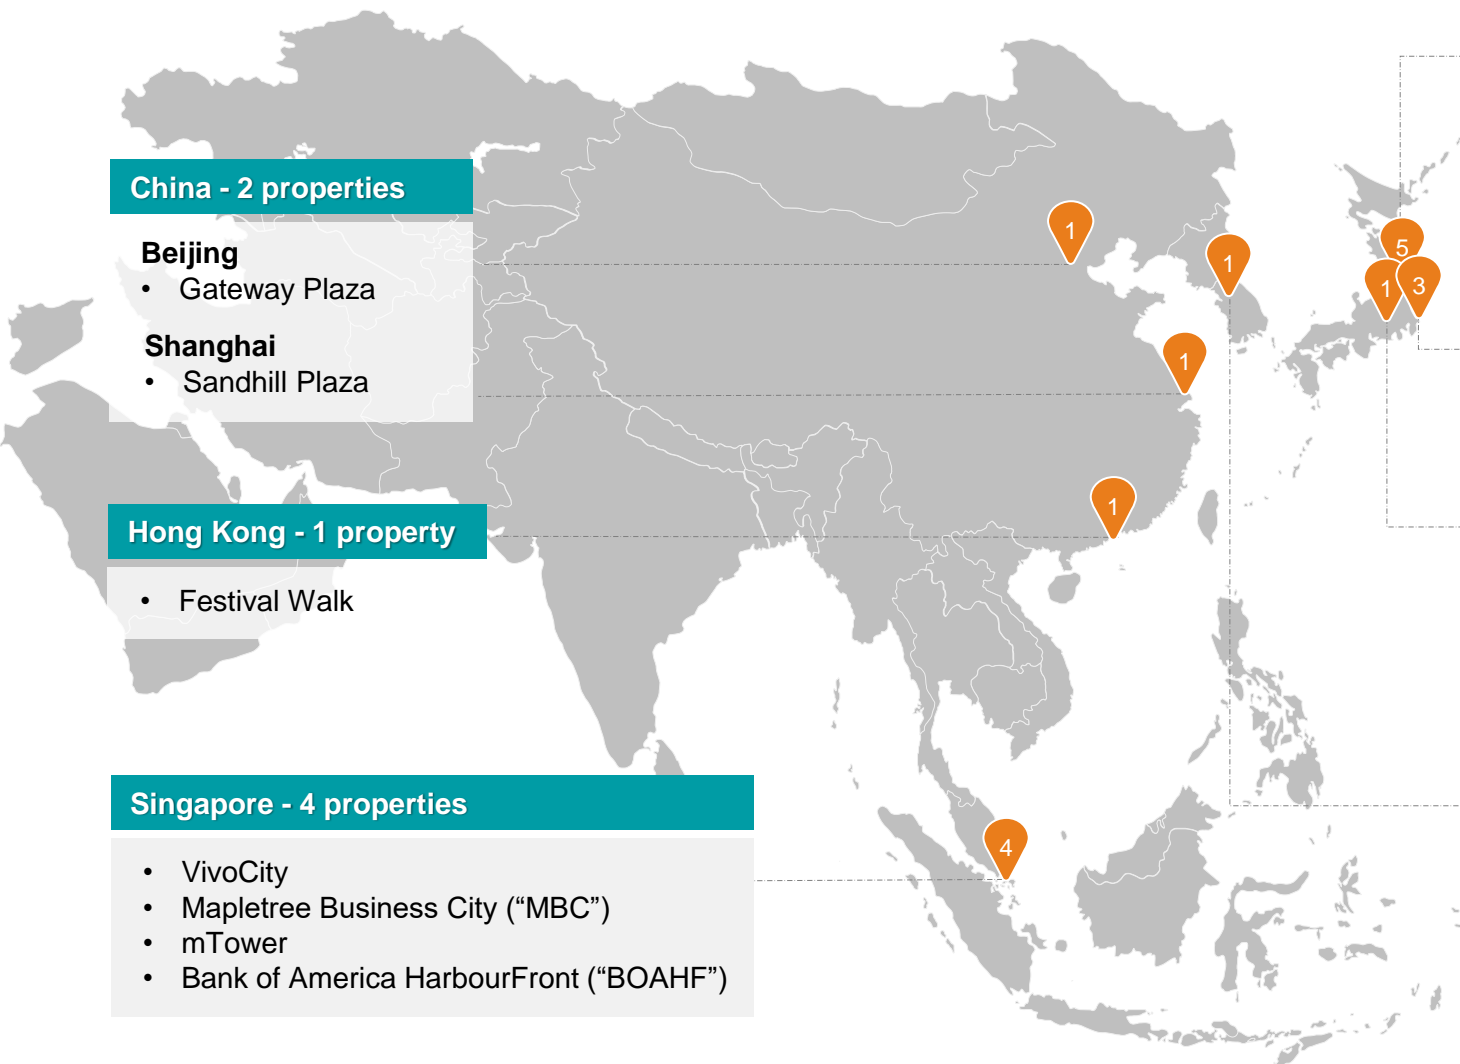 China - 2 properties
Beijing
• Gateway Plaza
Shanghai
• Sandhill Plaza
Hong Kong - 1 property
• Festival Walk
Singapore - 4 properties
• VivoCity
• Mapletree Business City (“MBC”)
• mTower
• Bank of America HarbourFront (“BOAHF”)
1
1
5
1
3
1
1
4